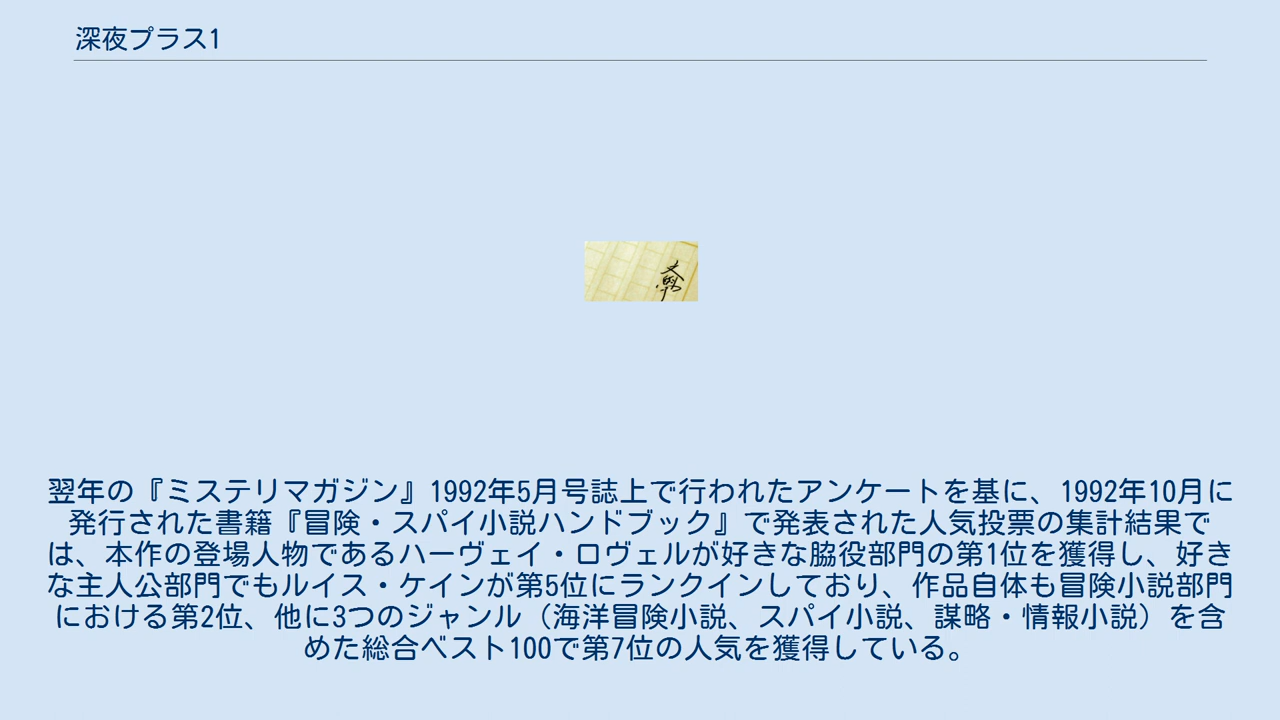 深夜プラス1
翌年の『ミステリマガジン』1992年5月号誌上で行われたアンケートを基に、1992年10月に
発行された書籍『冒険・スパイ小説ハンドブック』で発表された人気投票の集計結果で
は、本作の登場人物であるハーヴェイ・ロヴェルが好きな脇役部門の第1位を獲得し、好き
な主人公部門でもルイス・ケインが第5位にランクインしており、作品自体も冒険小説部門
における第2位、他に3つのジャンル（海洋冒険小説、スパイ小説、謀略・情報小説）を含
めた総合ベスト100で第7位の人気を獲得している。